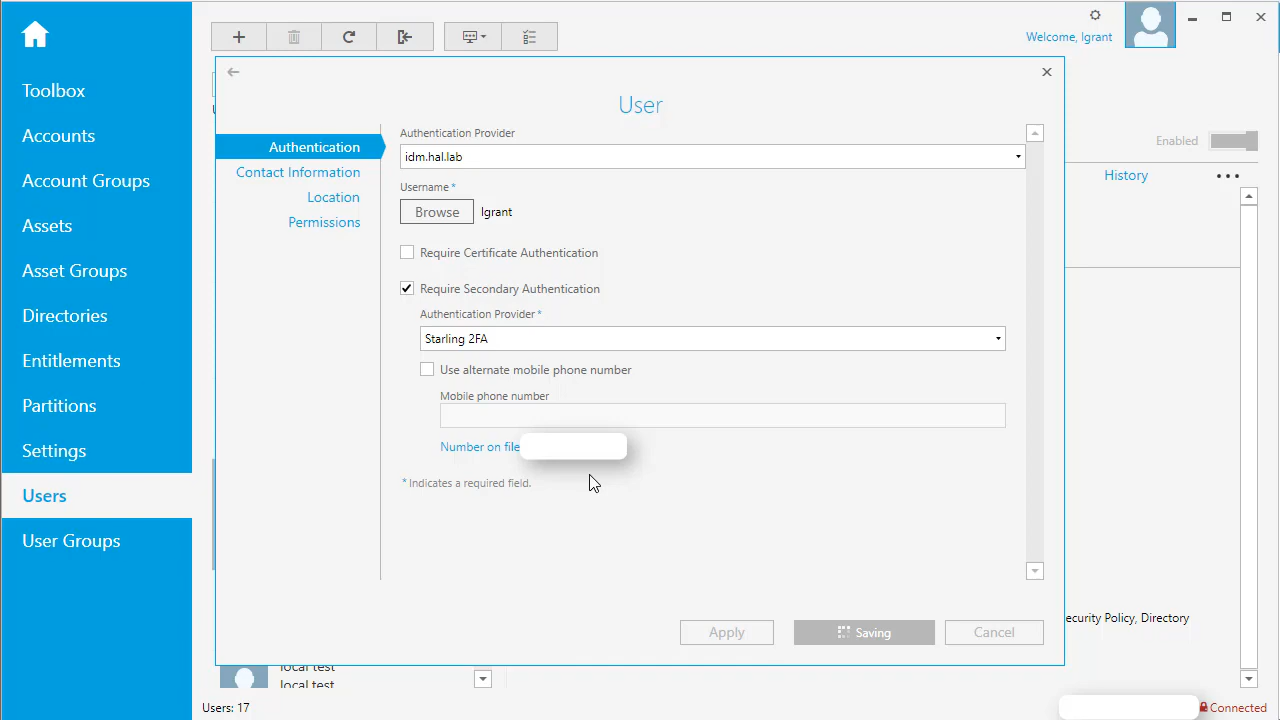 Welcome, lgrant
Toolbox
Accounts
Account Groups
Assets
Asset Groups
Directories
Entitlements
Partitions
Settings
Users
User Groups
User
Authentication
Contact Information
Location
Permissions
Authentication Provider
idm.hal.lab
Username *
Browse
lgrant
Require Certificate Authentication
Require Secondary Authentication
Authentication Provider *
Starling 2FA
Use alternate mobile phone number
Mobile phone number
Number on file
* Indicates a required field.
Apply
Saving
Cancel
Enabled
History
ecurity Policy, Directory
local test
local test
Users: 17
Connected